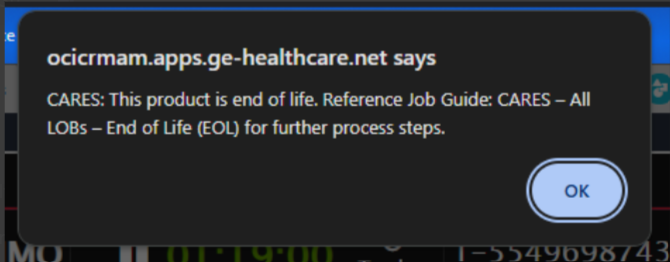 ce
ocicrmam.apps.ge-healthcare.net says
CARES: This product is end of life. Reference Job Guide: CARES – All
LOBs – End of Life (EOL) for further process steps.
OK
MO 01:19:00 1-5549698743